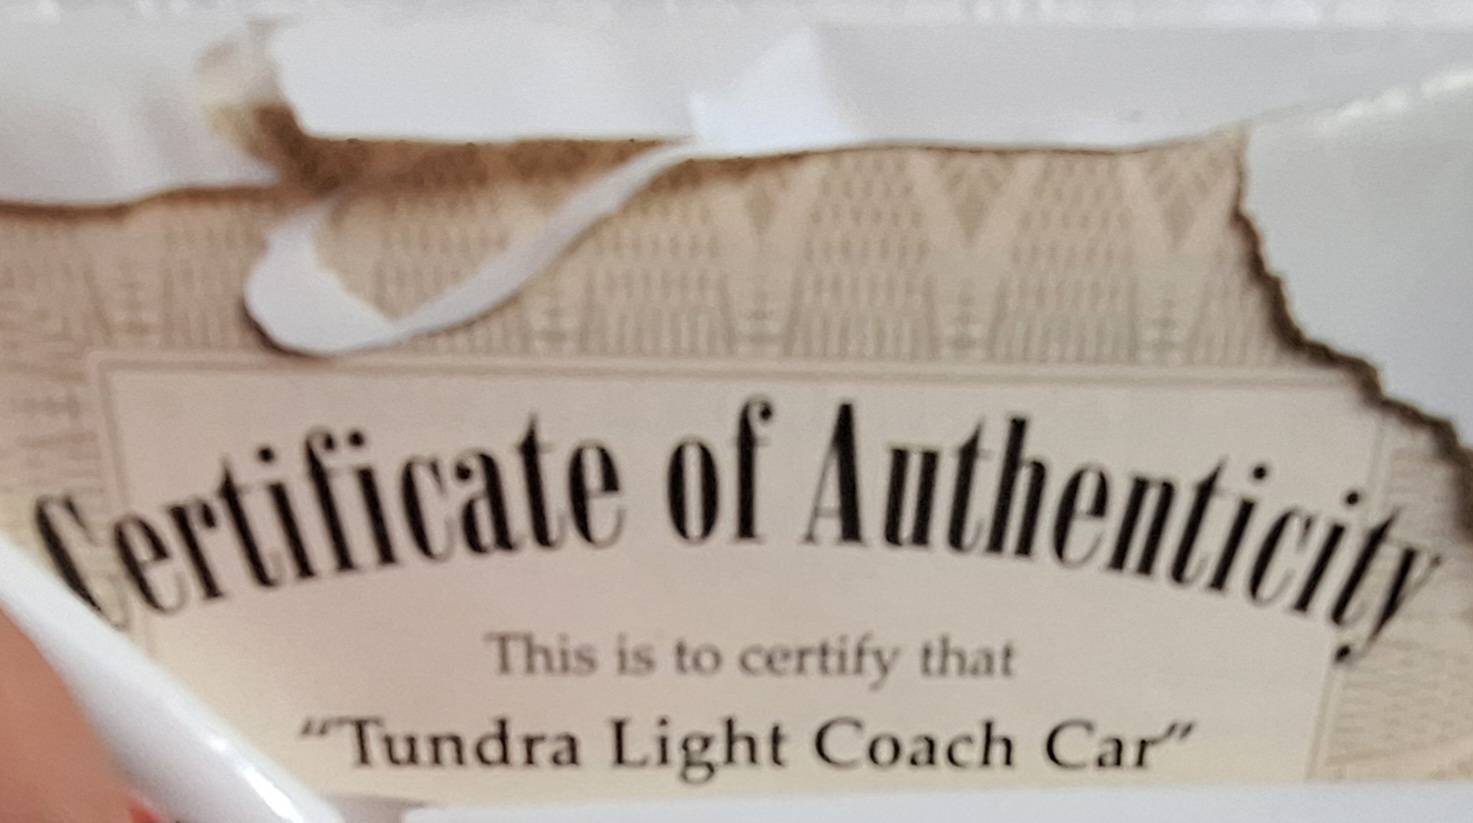 Certificate of Authenticity
This is to certify that
“Tundra Light Coach Car”